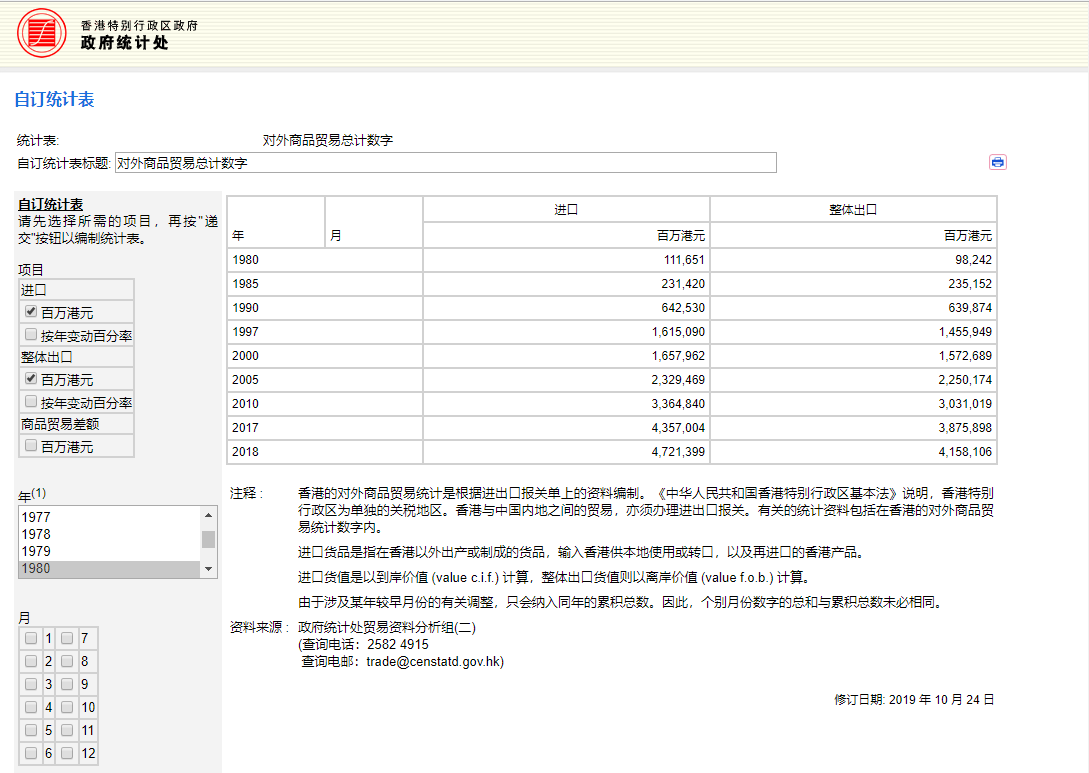 香港特别行政区政府
政府统计处
自订统计表
统计表: 对外商品贸易总计数字
自订统计表标题: 对外商品贸易总计数字
自订统计表
请先选择所需的项目，再按"递
交"按钮以编制统计表。
项目
进口
百万港元
按年变动百分率
整体出口
百万港元
按年变动百分率
商品贸易差额
百万港元
年(1)
1977
1978
1979
1980
月
1 7
2 8
3 9
4 10
5 11
6 12
年 月 进口 整体出口
百万港元 百万港元
1980 111,651 98,242
1985 231,420 235,152
1990 642,530 639,874
1997 1,615,090 1,455,949
2000 1,657,962 1,572,689
2005 2,329,469 2,250,174
2010 3,364,840 3,031,019
2017 4,357,004 3,875,898
2018 4,721,399 4,158,106
注释： 香港的对外商品贸易统计是根据进出口报关单上的资料编制。《中华人民共和国香港特别行政区基本法》说明，香港特别
行政区为单独的关税地区。香港与中国内地之间的贸易，亦须办理进出口报关。有关的统计资料包括在香港的对外商品贸
易统计数字内。
进口货品是指在香港以外出产或制成的货品，输入香港供本地使用或转口，以及再进口的香港产品。
进口货值是以到岸价值 (value c.i.f.) 计算，整体出口货值则以离岸价值 (value f.o.b.) 计算。
由于涉及某年较早月份的有关调整，只会纳入同年的累积总数。因此，个别月份数字的总和与累积总数未必相同。
资料来源： 政府统计处贸易资料分析组(二)
(查询电话：2582 4915
查询电邮：trade@censtatd.gov.hk)
修订日期: 2019 年 10 月 24 日